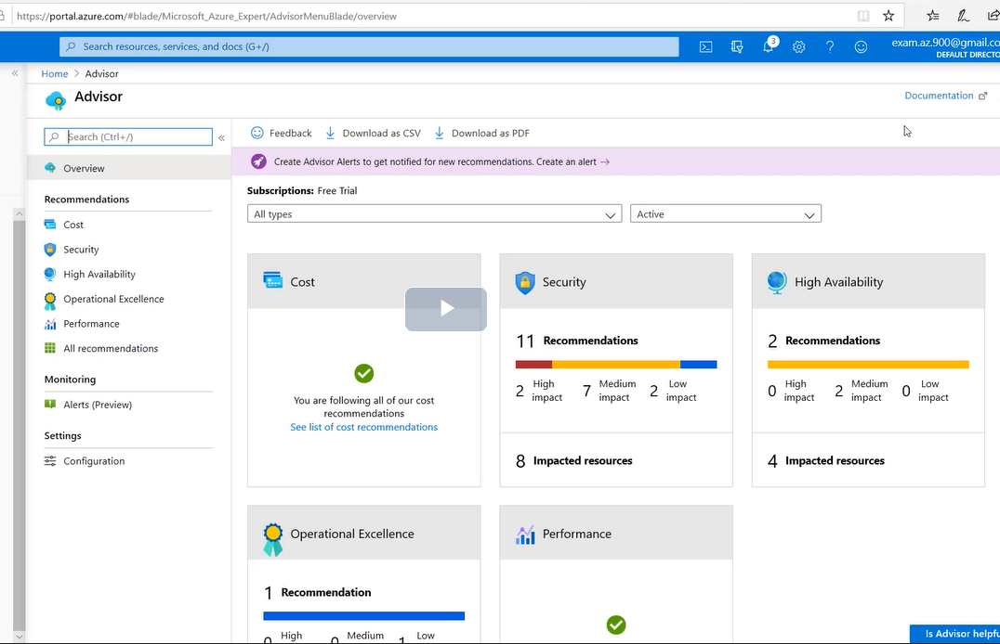 https://portal.azure.com/#blade/Microsoft_Azure_Expert/AdvisorMenuBlade/overview
Search resources, services, and docs (G+/)
3
exam.az.900@gmail.co
DEFAULT DIRECTO
Home > Advisor
Advisor
Documentation
Search (Ctrl+/)
Feedback
Download as CSV
Download as PDF
Create Advisor Alerts to get notified for new recommendations. Create an alert →
Overview
Recommendations
Cost
Security
High Availability
Operational Excellence
Performance
All recommendations
Monitoring
Alerts (Preview)
Settings
Configuration
Subscriptions: Free Trial
All types
Active
Cost
You are following all of our cost
recommendations
See list of cost recommendations
Security
11 Recommendations
2 High impact
7 Medium impact
2 Low impact
8 Impacted resources
High Availability
2 Recommendations
0 High impact
2 Medium impact
0 Low impact
4 Impacted resources
Operational Excellence
1 Recommendation
0 High
0 Medium
1 Low
Performance
Is Advisor helpfu